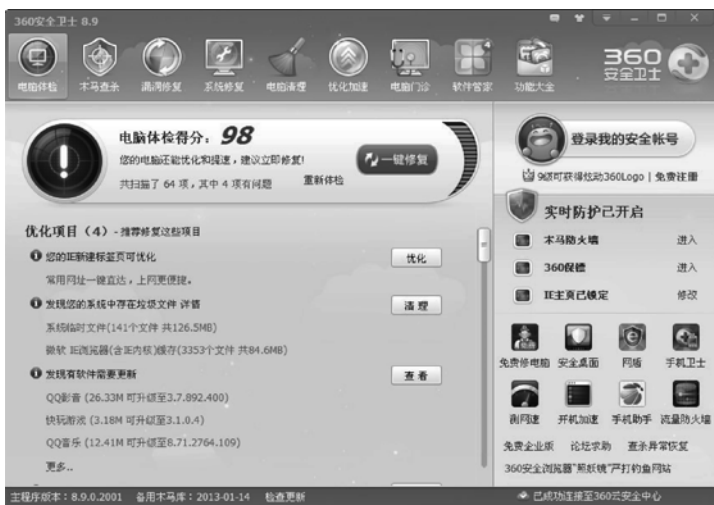 360安全卫士 8.9
电脑体检 木马查杀 漏洞修复 系统修复 电脑清理 优化加速 电脑门诊 软件管家 功能大全
360
安全卫士
电脑体检得分：98
您的电脑还能优化和提速，建议立即修复!
一键修复
共扫描了 64 项，其中 4 项有问题 重新体检
优化项目（4）-推荐修复这些项目
您的IE新建标签页可优化 优化
常用网址一键直达，上网更便捷。
发现您的系统中存在垃圾文件 详情 清理
系统临时文件(141个文件 共126.5MB)
微软 IE浏览器(含IE内核)缓存(3353个文件 共84.6MB)
发现有软件需要更新 查看
QQ影音 (26.33M 可升级至3.7.892.400)
快玩游戏 (3.18M 可升级至3.1.0.4)
QQ音乐 (12.41M 可升级至8.71.2764.109)
更多..
登录我的安全帐号
9级可获得炫动360Logo | 免费注册
实时防护已开启
木马防火墙 进入
360保镖 进入
IE主页已锁定 修改
免费修电脑 安全桌面 网盾 手机卫士
测网速 开机加速 手机助手 流量防火墙
免费企业版 论坛求助 查杀异常恢复
360安全浏览器"照妖镜"严打钓鱼网站
主程序版本：8.9.0.2001 备用木马库：2013-01-14 检查更新
已成功连接至360云安全中心